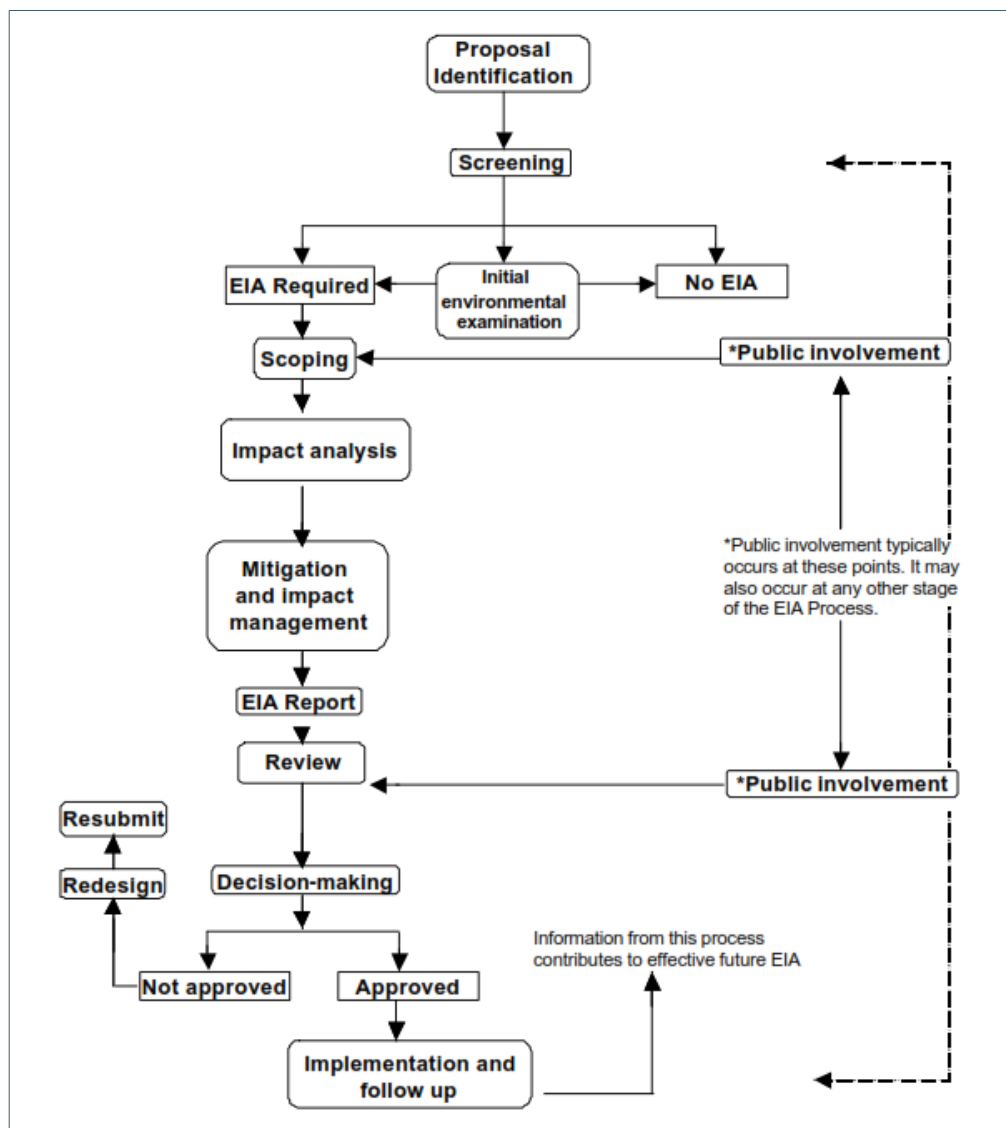 Proposal
Identification
Screening
EIA Required
Initial
environmental
examination
No EIA
Scoping
*Public involvement
Impact analysis
*Public involvement typically
occurs at these points. It may
also occur at any other stage
of the EIA Process.
Mitigation
and impact
management
EIA Report
Review
*Public involvement
Resubmit
Redesign
Decision-making
Information from this process
contributes to effective future EIA
Not approved
Approved
Implementation and
follow up